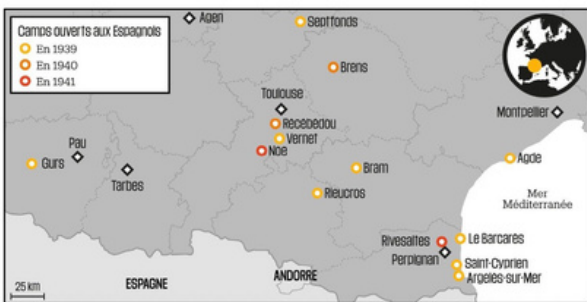 Camps ouverts aux Espagnols
En 1939
En 1940
En 1941
Agen
Septfonds
Brens
Toulouse
Récébédou
Vernet
Noé
Montpellier
Pau
Gurs
Tarbes
Bram
Agde
Rieucros
Mer
Méditerranée
Rivesaltes
Le Barcarès
Perpignan
Saint-Cyprien
Argelès-sur-Mer
ESPAGNE
ANDORRE
25 km